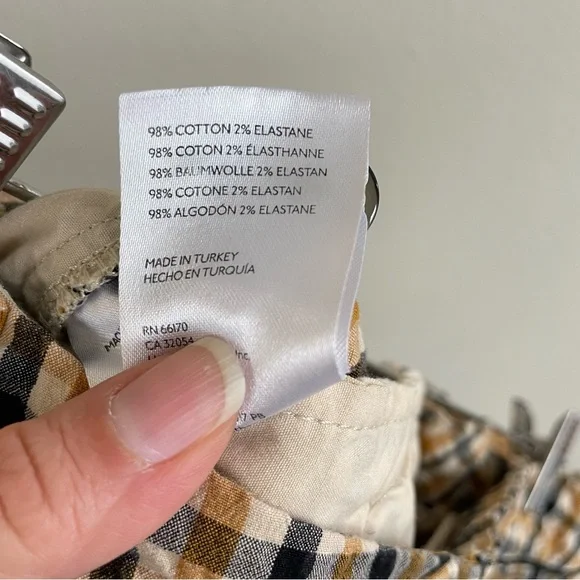 98% COTTON 2% ELASTANE
98% COTON 2% ÉLASTHANNE
98% BAUMWOLLE 2% ELASTAN
98% COTONE 2% ELASTAN
98% ALGODÓN 2% ELASTANE
MADE IN TURKEY
HECHO EN TURQUÍA
RN 66170
CA 32054